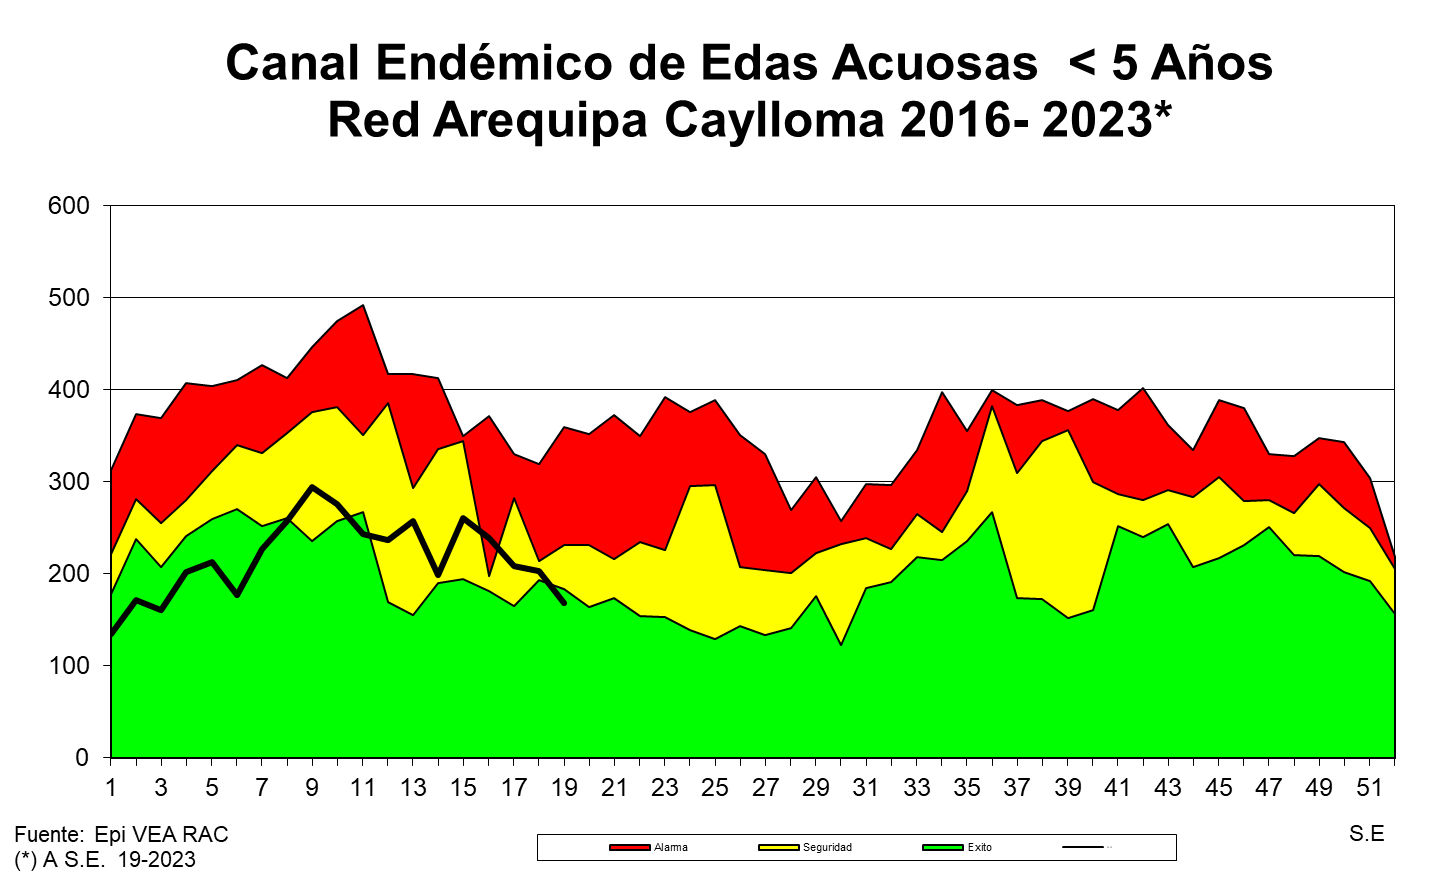 Canal Endémico de Edas Acuosas < 5 Años
Red Arequipa Caylloma 2016- 2023*
600
500
400
300
200
100
0
1 3 5 7 9 11 13 15 17 19 21 23 25 27 29 31 33 35 37 39 41 43 45 47 49 51
S.E
Fuente: Epi VEA RAC
(*) A S.E. 19-2023
Alarma Seguridad Exito